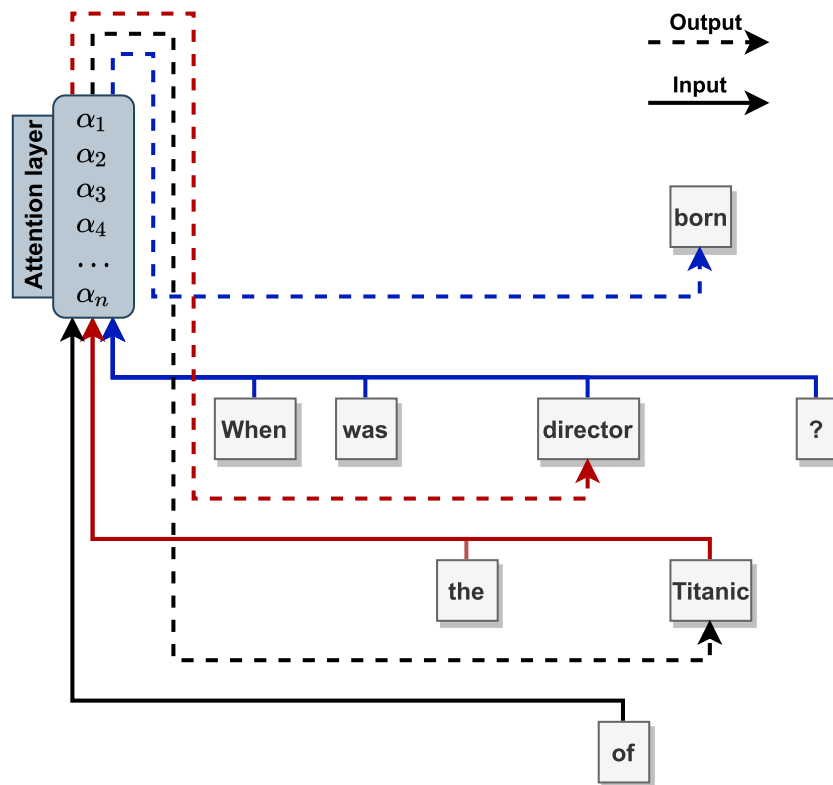 Output
Input
Attention layer
α1
α2
α3
α4
...
αn
born
When was director ?
the Titanic
of